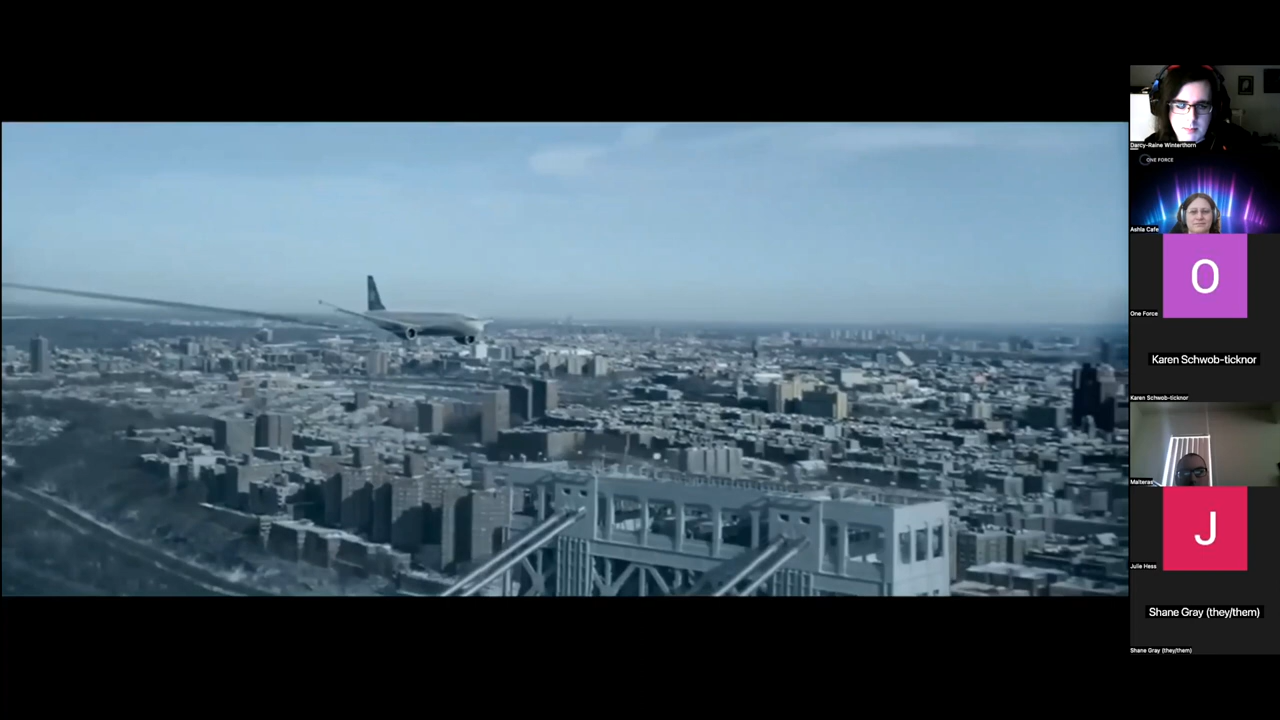 Darcy-Raine Winterthorn
ONE FORCE
Ashla Cafe
O
One Force
Karen Schwob-ticknor
Karen Schwob-ticknor
Malteras
J
Julie Hess
Shane Gray (they/them)
Shane Gray (they/them)